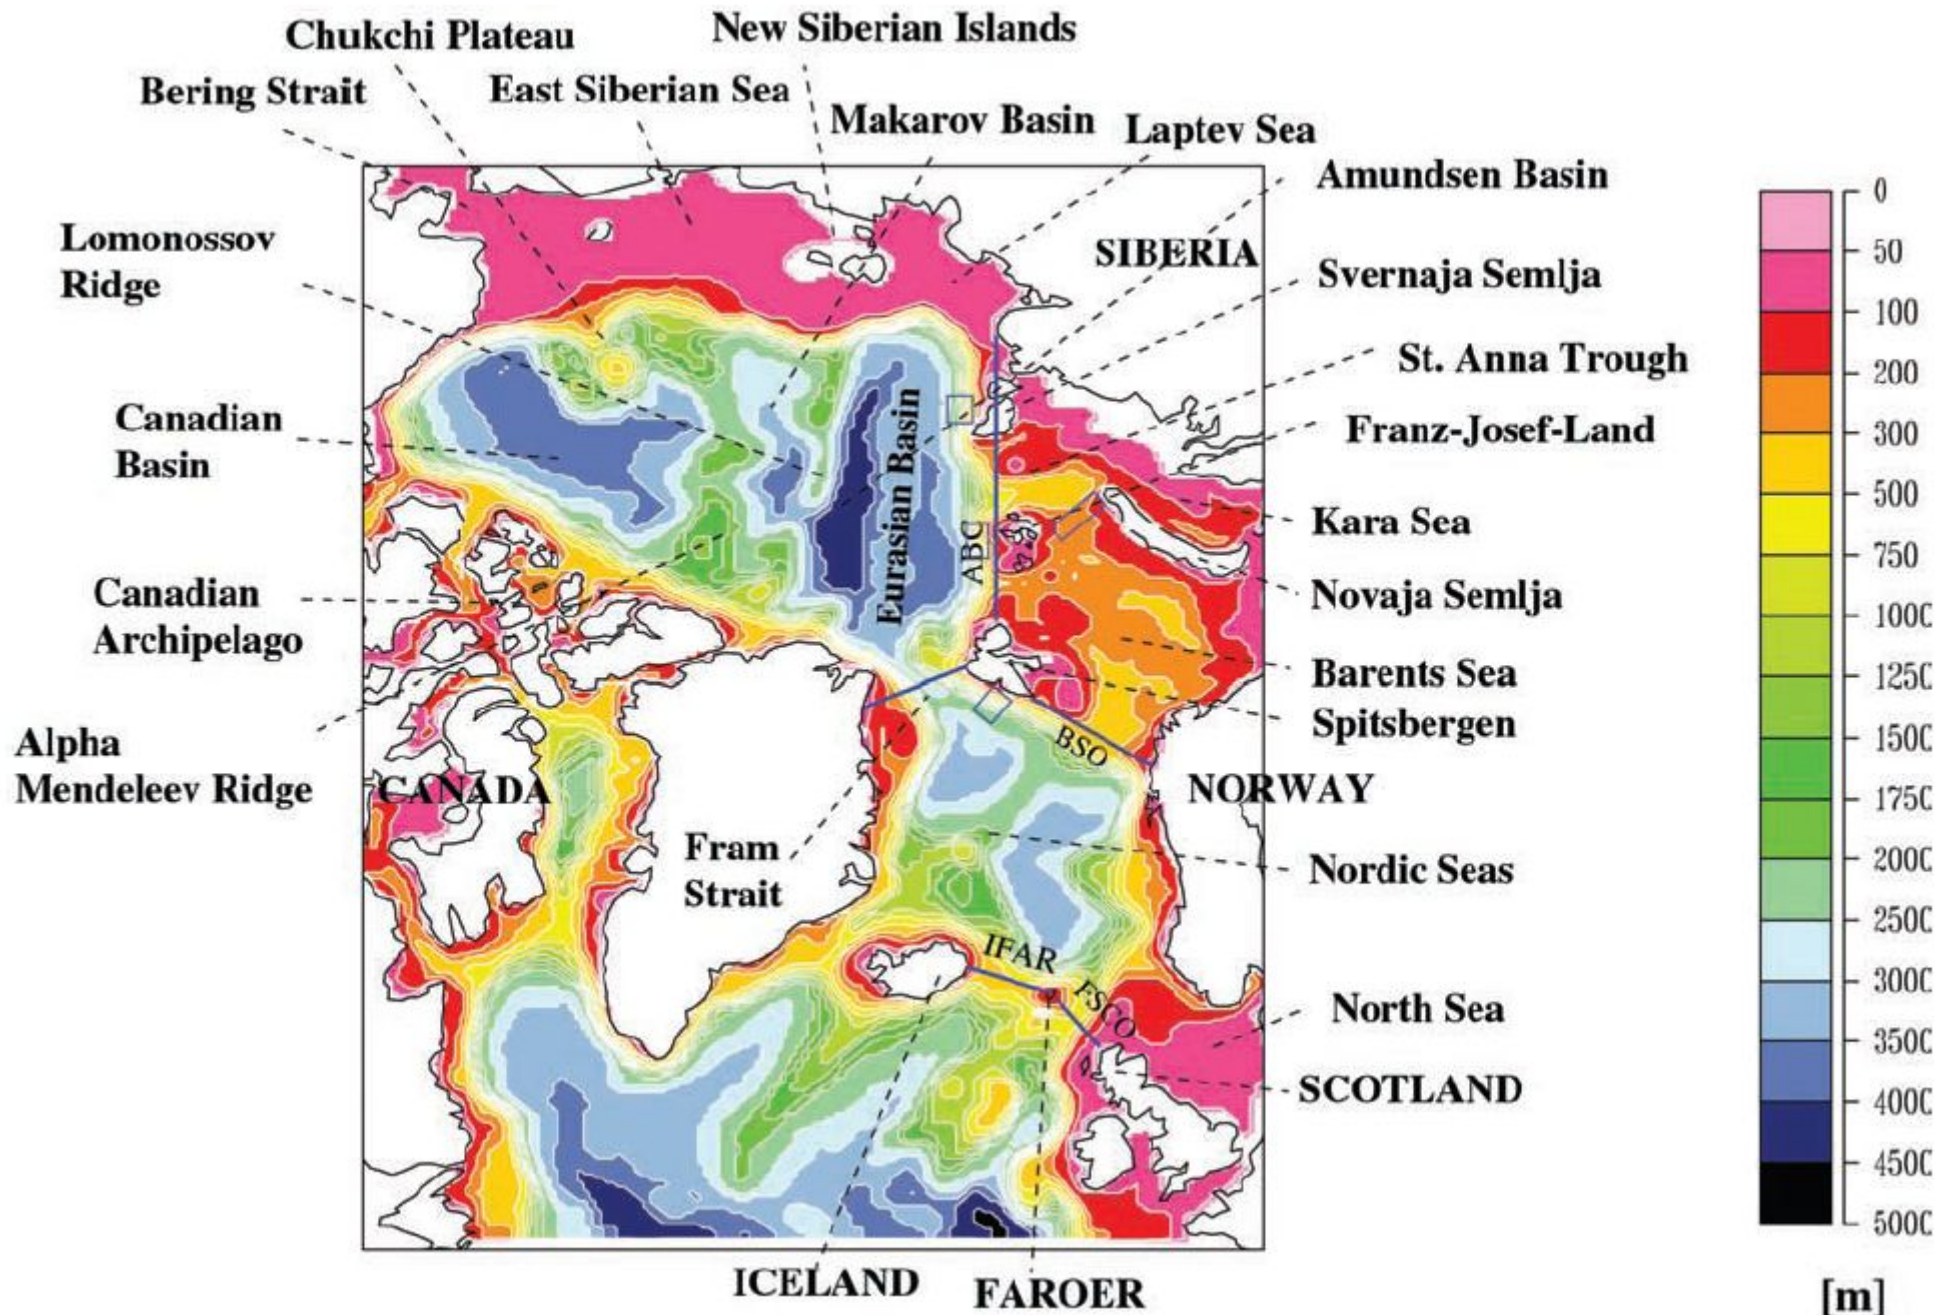 Chukchi Plateau
New Siberian Islands
Bering Strait
East Siberian Sea
Makarov Basin
Laptev Sea
Amundsen Basin
Lomonossov
Ridge
SIBERIA
Svernaja Semlja
St. Anna Trough
Canadian
Basin
Franz-Josef-Land
Eurasian Basin
ABC
Kara Sea
Canadian
Archipelago
Novaja Semlja
Barents Sea
Spitsbergen
Alpha
Mendeleev Ridge
CANADA
BSO
NORWAY
Fram
Strait
Nordic Seas
IFAR
FSCO
North Sea
SCOTLAND
ICELAND
FAROER
0
50
100
200
300
500
750
1000
1250
1500
1750
2000
2500
3000
3500
4000
4500
5000
[m]